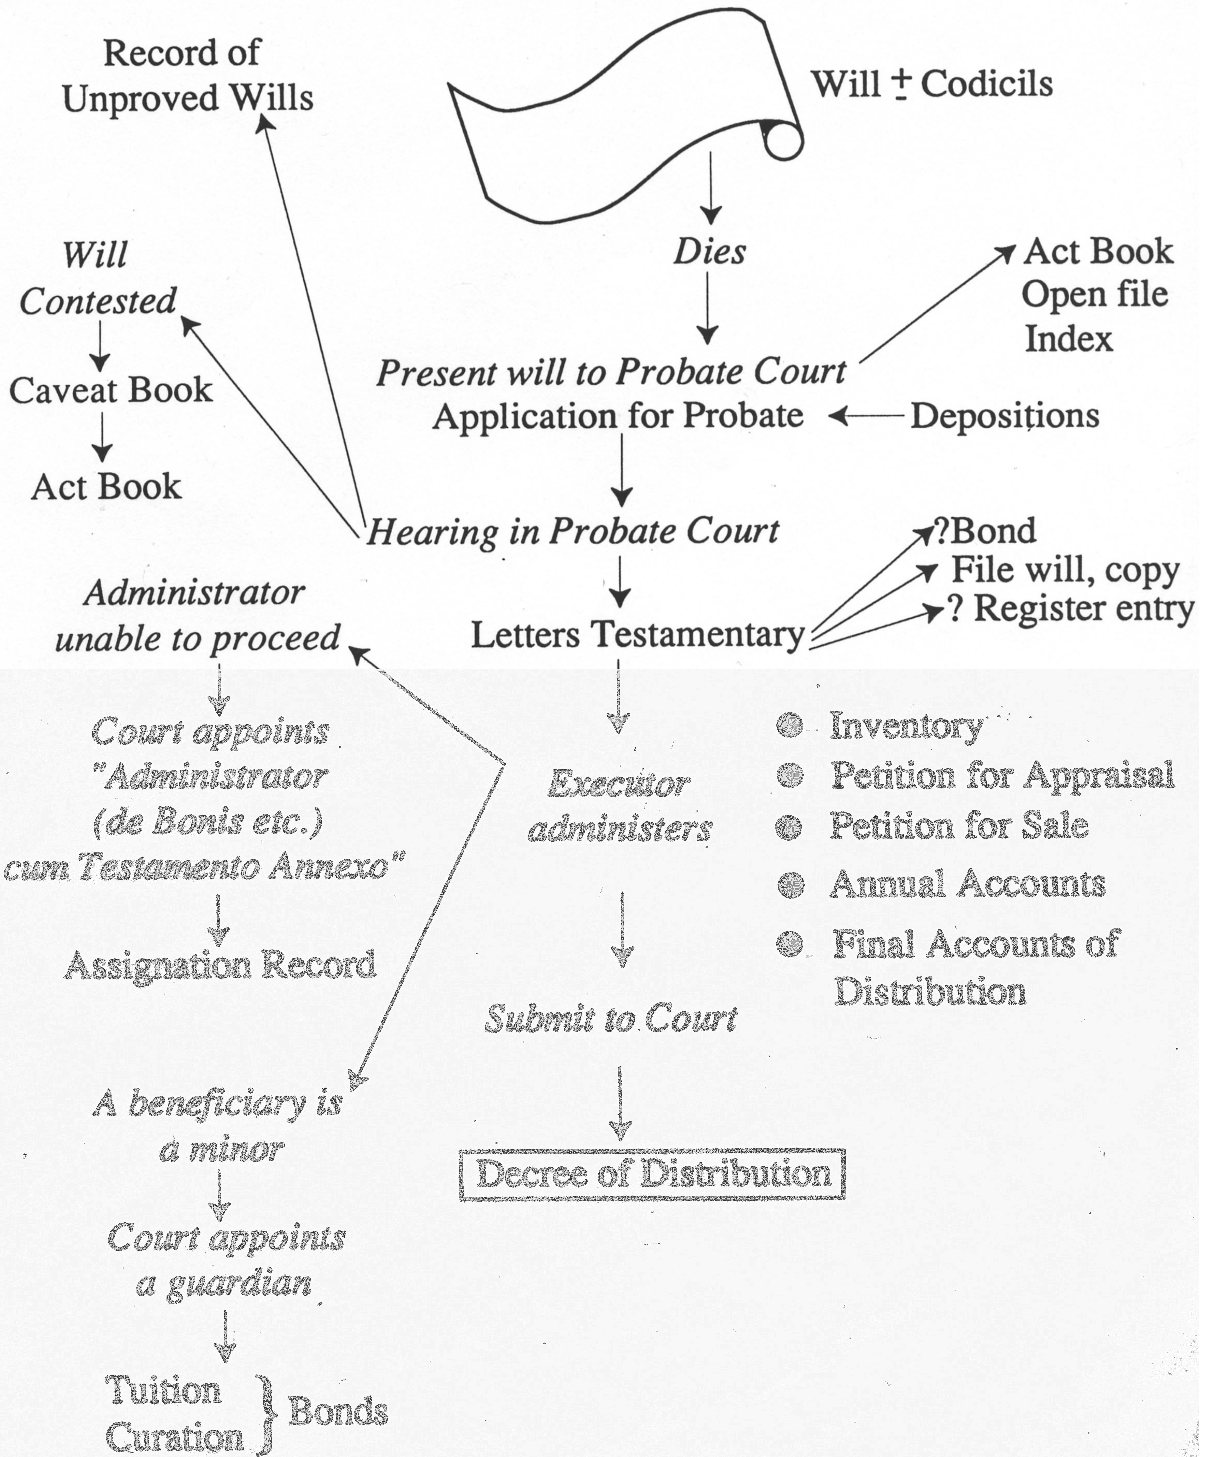 Record of
Unproved Wills
Will ± Codicils
Dies
Will
Contested
Caveat Book
Act Book
Act Book
Open file
Index
Present will to Probate Court
Application for Probate
Depositions
Hearing in Probate Court
?Bond
File will, copy
? Register entry
Letters Testamentary
Administrator
unable to proceed
Court appoints
"Administrator
(de Bonis etc.)
cum Testamento Annexo"
Assignation Record
Executor
administers
Inventory
Petition for Appraisal
Petition for Sale
Annual Accounts
Final Accounts of
Distribution
Submit to Court
Decree of Distribution
A beneficiary is
a minor
Court appoints
a guardian
Tuition
Curation
} Bonds